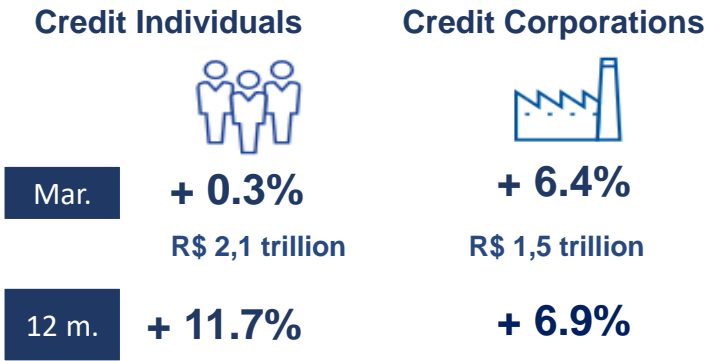 Credit Individuals Credit Corporations
Mar. + 0.3% + 6.4%
R$ 2,1 trillion R$ 1,5 trillion
12 m. + 11.7% + 6.9%